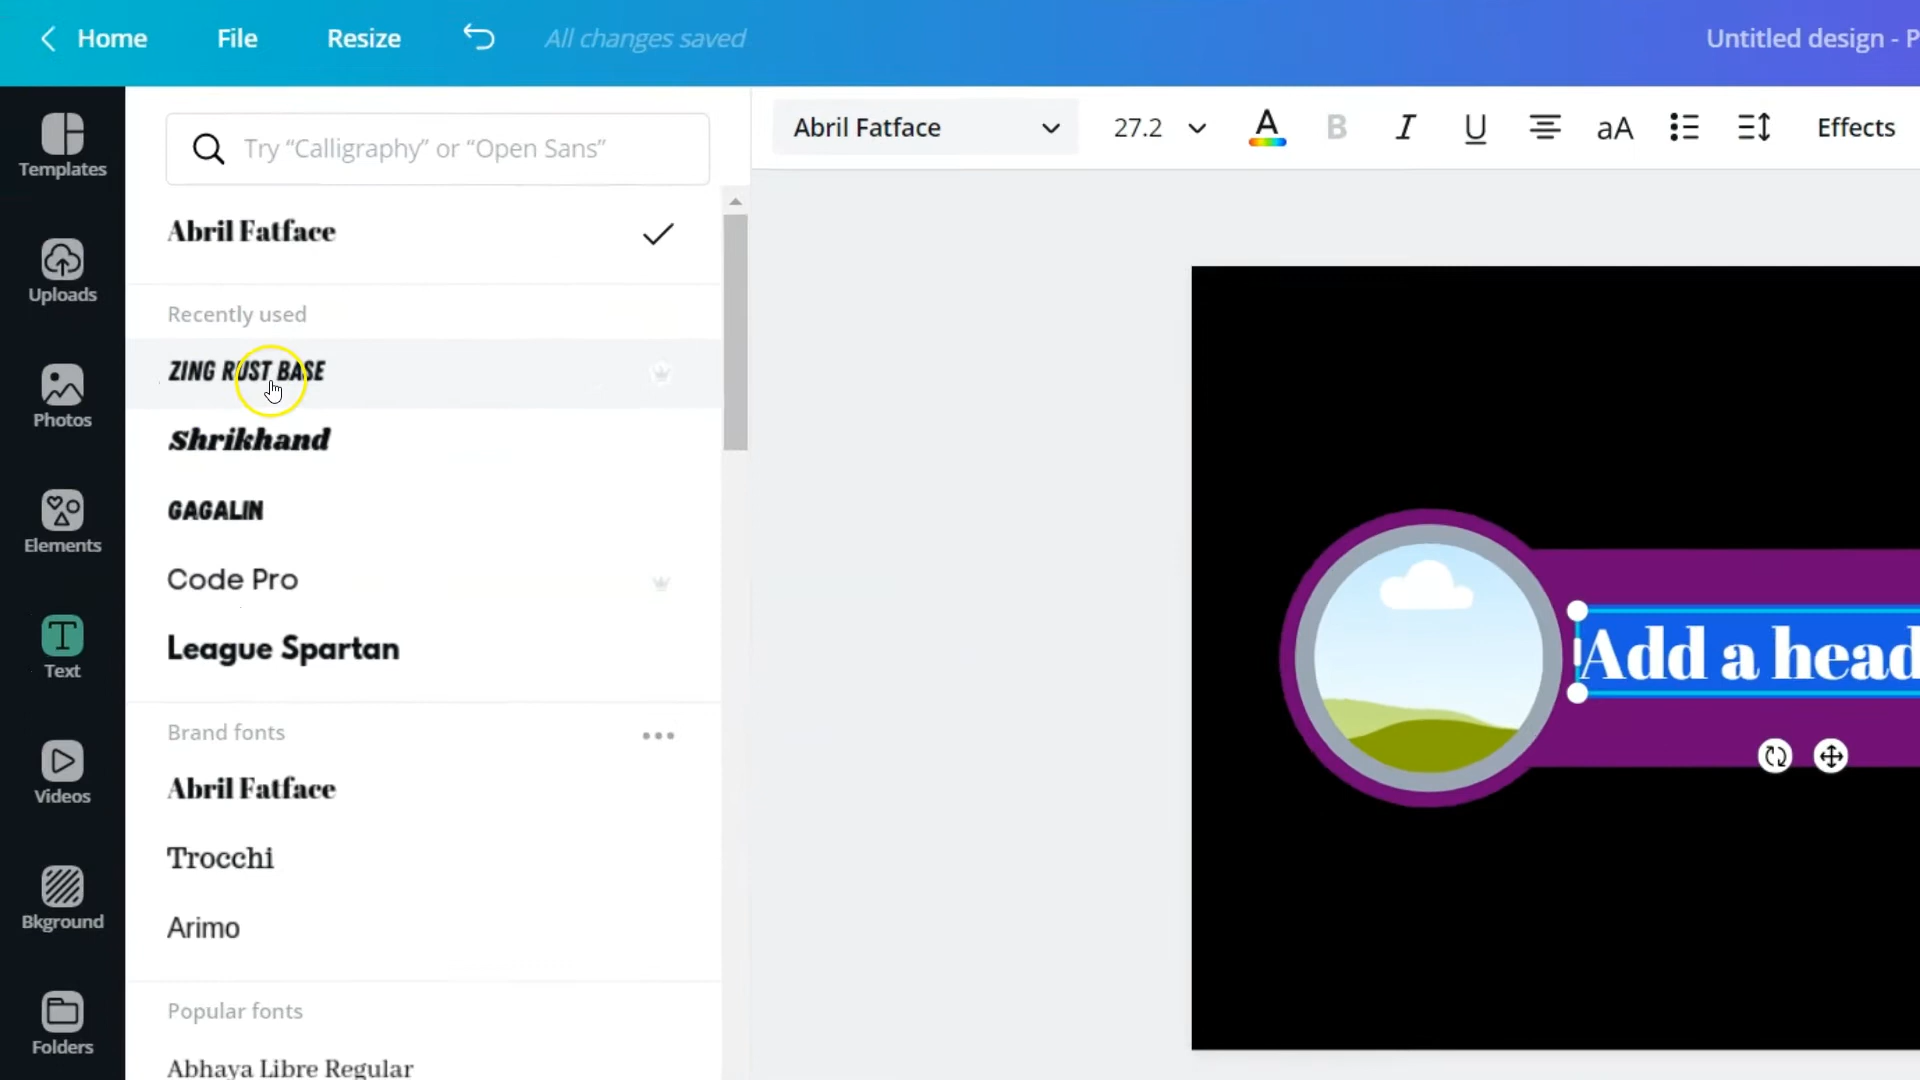 Home File Resize All changes saved Untitled design - P
Templates
Uploads
Photos
Elements
Text
Videos
Bkground
Folders
Try “Calligraphy” or “Open Sans”
Abril Fatface
Recently used
ZING RUST BASE
Shrikhand
GAGALIN
Code Pro
League Spartan
Brand fonts
Abril Fatface
Trocchi
Arimo
Popular fonts
Abhaya Libre Regular
Abril Fatface 27.2 A B I U aA Effects
Add a head